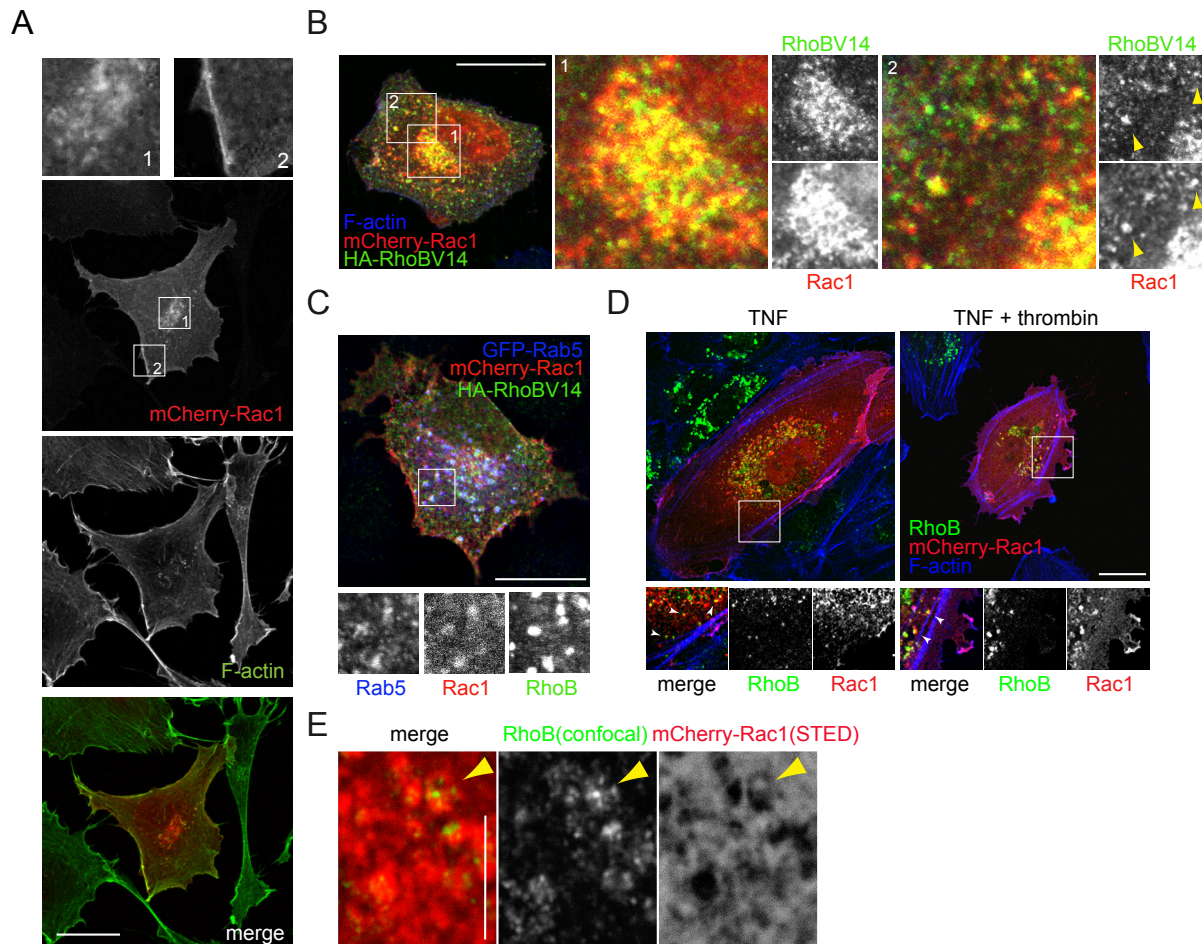 A
1
2
1
2
mCherry-Rac1
F-actin
merge
B
RhoBV14
RhoBV14
2
1
F-actin
mCherry-Rac1
HA-RhoBV14
1
2
Rac1
Rac1
C
GFP-Rab5
mCherry-Rac1
HA-RhoBV14
Rab5
Rac1
RhoB
D
TNF
TNF + thrombin
RhoB
mCherry-Rac1
F-actin
merge
RhoB
Rac1
merge
RhoB
Rac1
E
merge
RhoB(confocal)
mCherry-Rac1(STED)